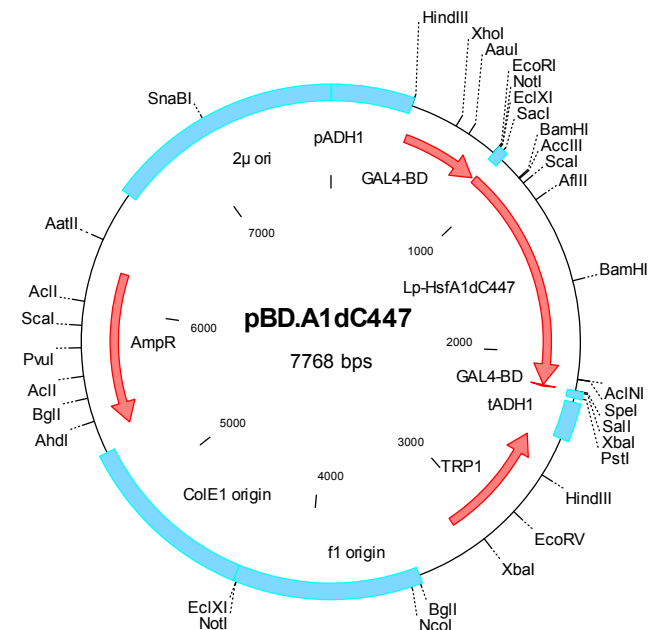 HindIII
XhoI
AauI
EcoRI
NotI
EclXI
SacI
BamHI
AccIII
ScaI
AflII
SnaBI
pADH1
2µ ori
GAL4-BD
7000
1000
AatII
BamHI
Lp-HsfA1dC447
AclI
ScaI
PvuI
AclI
BglI
AhdI
6000
AmpR
pBD.A1dC447
7768 bps
2000
GAL4-BD
tADH1
AclNI
SpeI
SalI
XbaI
PstI
5000
3000
TRP1
4000
ColE1 origin
HindIII
EcoRV
XbaI
f1 origin
EclXI
NotI
BglI
NcoI